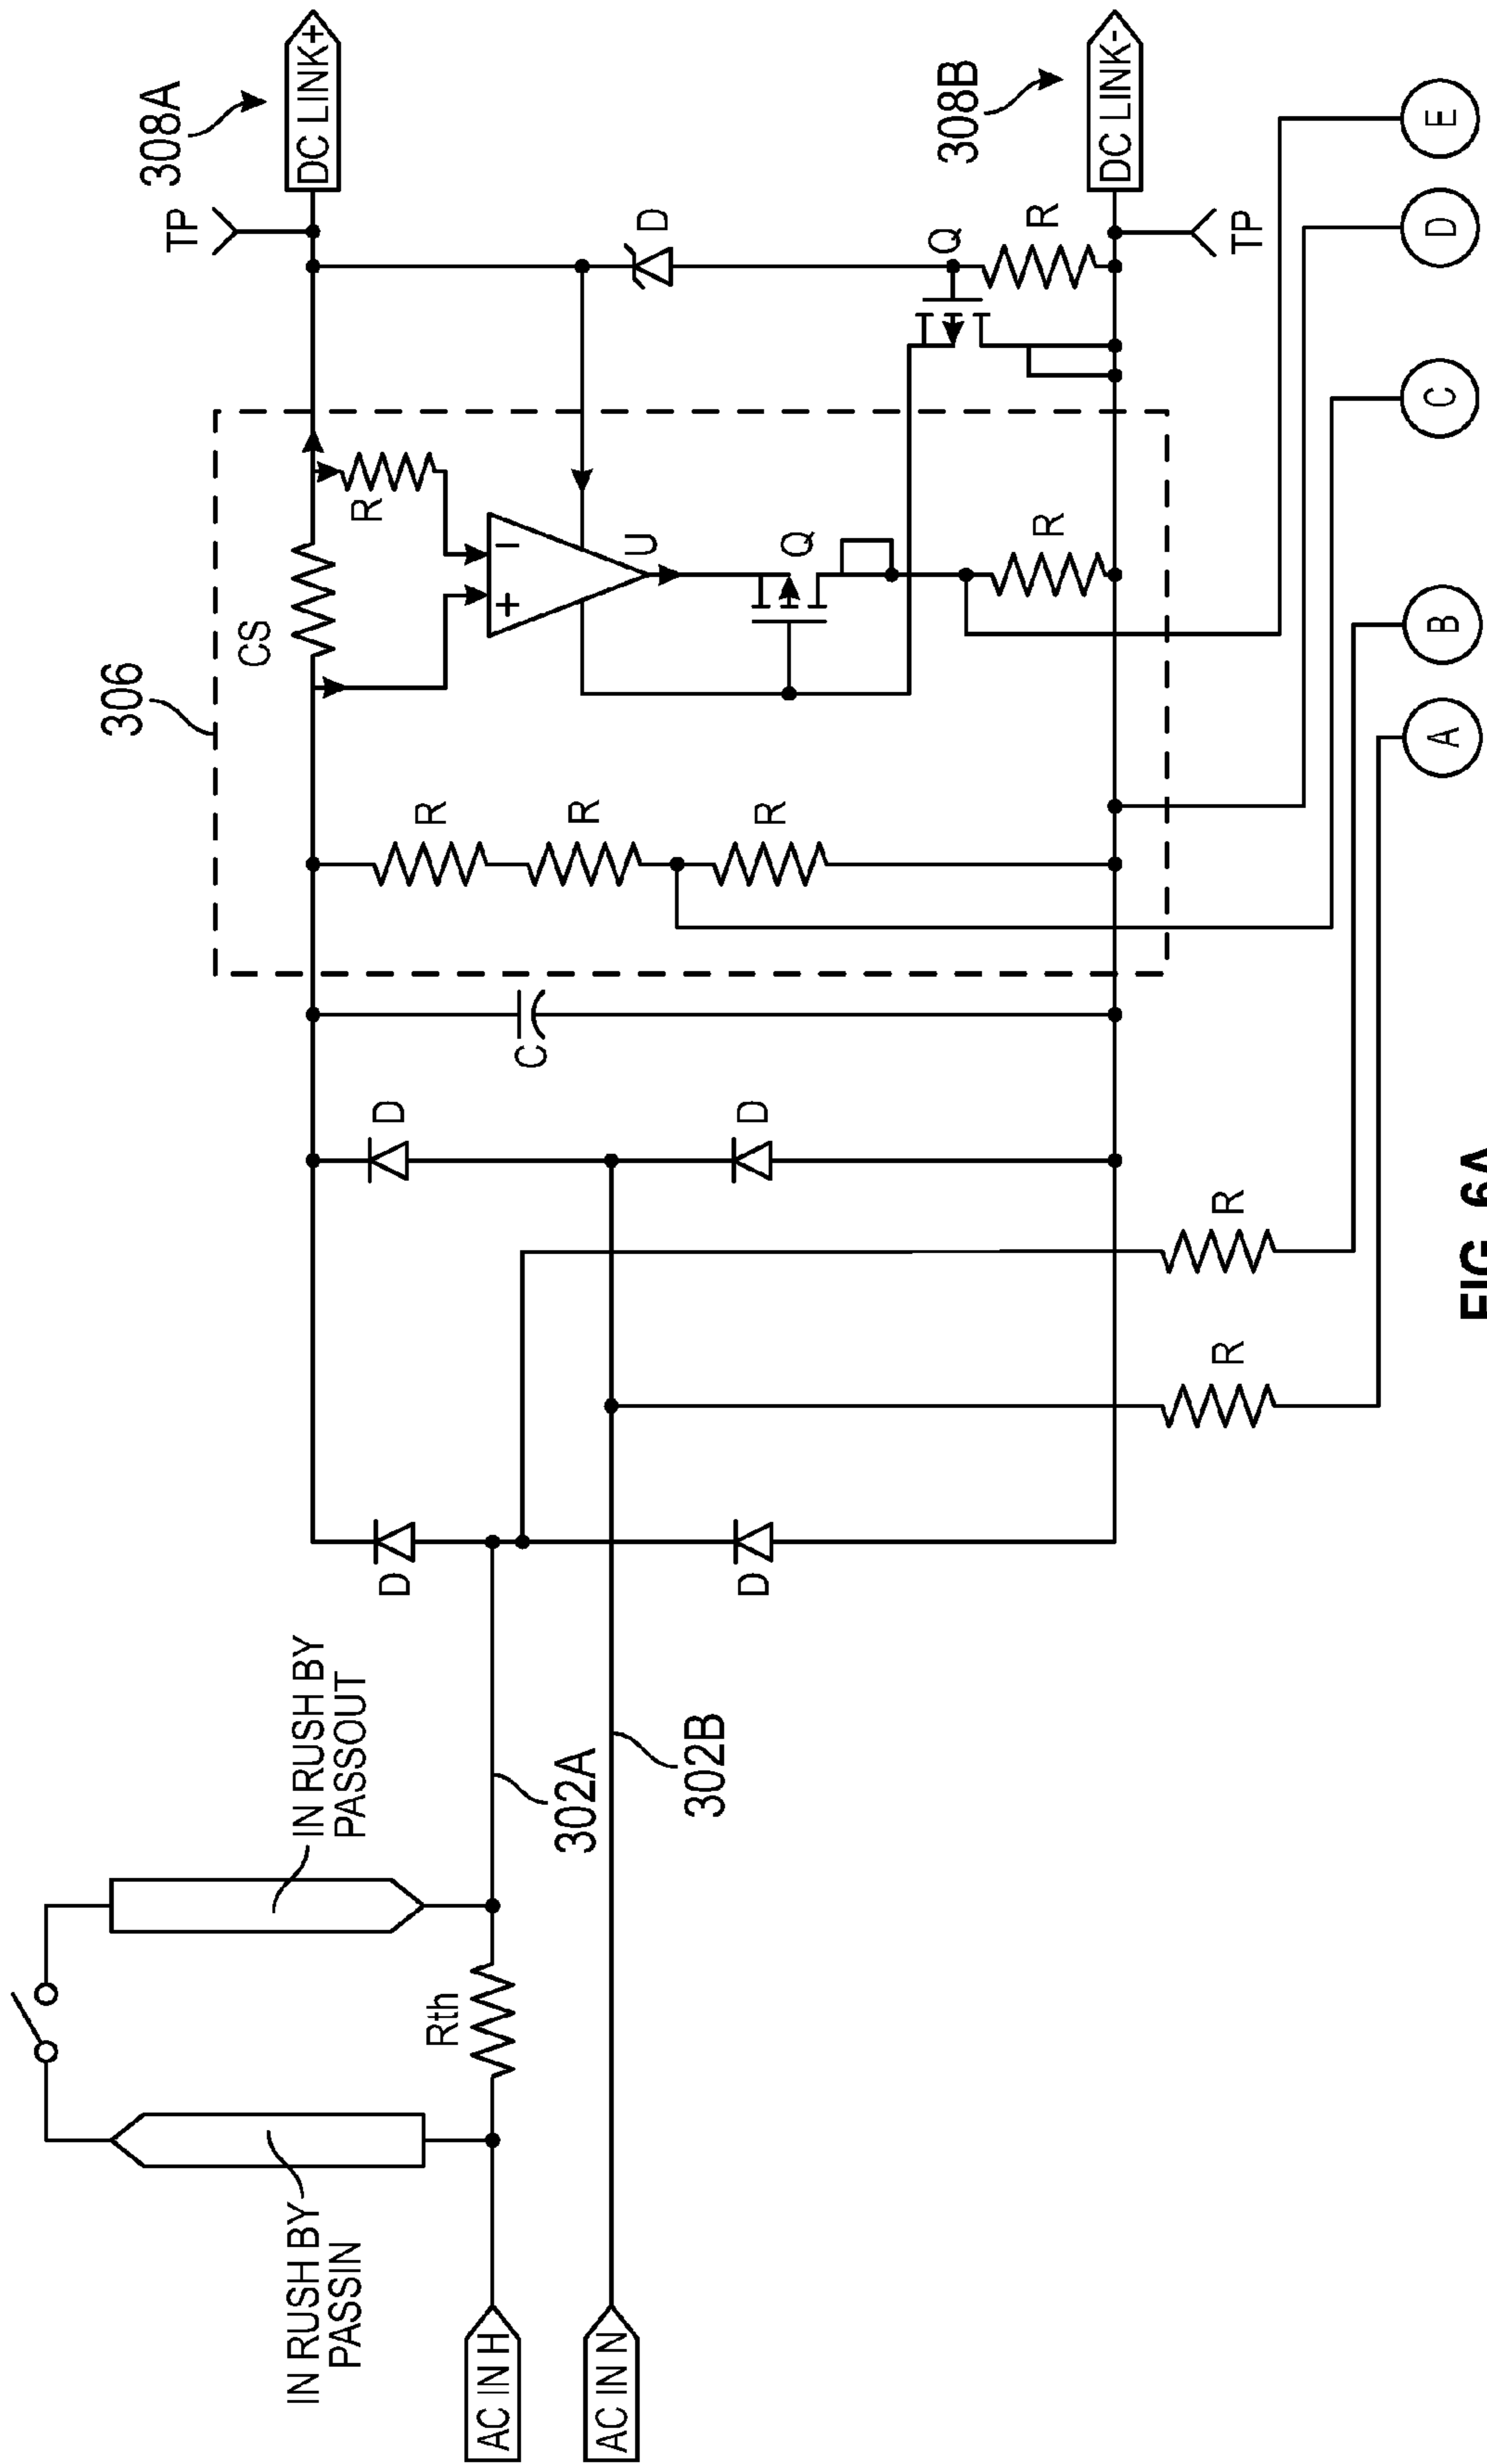 306
308A
TP
CS
IN RUSH BY
PASSIN
IN RUSH BY
PASSOUT
DC LINK+
R
D
D
R
Rth
AC IN H
+
−
C
R
302A
AC IN N
U
D
302B
D
D
R
Q
Q
308B
R
R
DC LINK-
R
R
TP
A
B
C
D
E
FIG. 6A